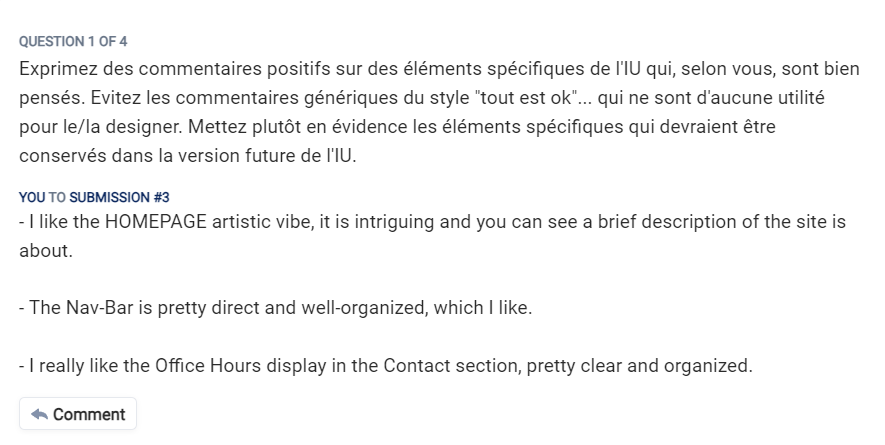 QUESTION 1 OF 4
Exprimez des commentaires positifs sur des éléments spécifiques de l'IU qui, selon vous, sont bien
pensés. Evitez les commentaires génériques du style "tout est ok"... qui ne sont d'aucune utilité
pour le/la designer. Mettez plutôt en évidence les éléments spécifiques qui devraient être
conservés dans la version future de l'IU.
YOU TO SUBMISSION #3
- I like the HOMEPAGE artistic vibe, it is intriguing and you can see a brief description of the site is
about.
- The Nav-Bar is pretty direct and well-organized, which I like.
- I really like the Office Hours display in the Contact section, pretty clear and organized.
Comment